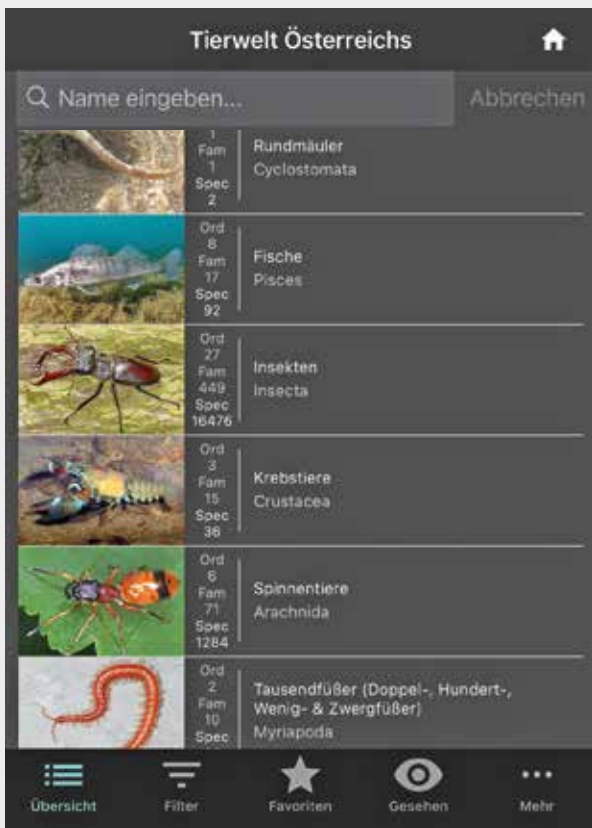 Tierwelt Österreichs
Name eingeben...
Abbrechen
1
Fam
1
Spec
2
Rundmäuler
Cyclostomata
Ord
8
Fam
17
Spec
92
Fische
Pisces
Ord
27
Fam
449
Spec
16476
Insekten
Insecta
Ord
3
Fam
15
Spec
36
Krebstiere
Crustacea
Ord
6
Fam
71
Spec
1284
Spinnentiere
Arachnida
Ord
2
Fam
10
Spec
Tausendfüßer (Doppel-, Hundert-,
Wenig- & Zwergfüßer)
Myriapoda
Übersicht
Filter
Favoriten
Gesehen
Mehr